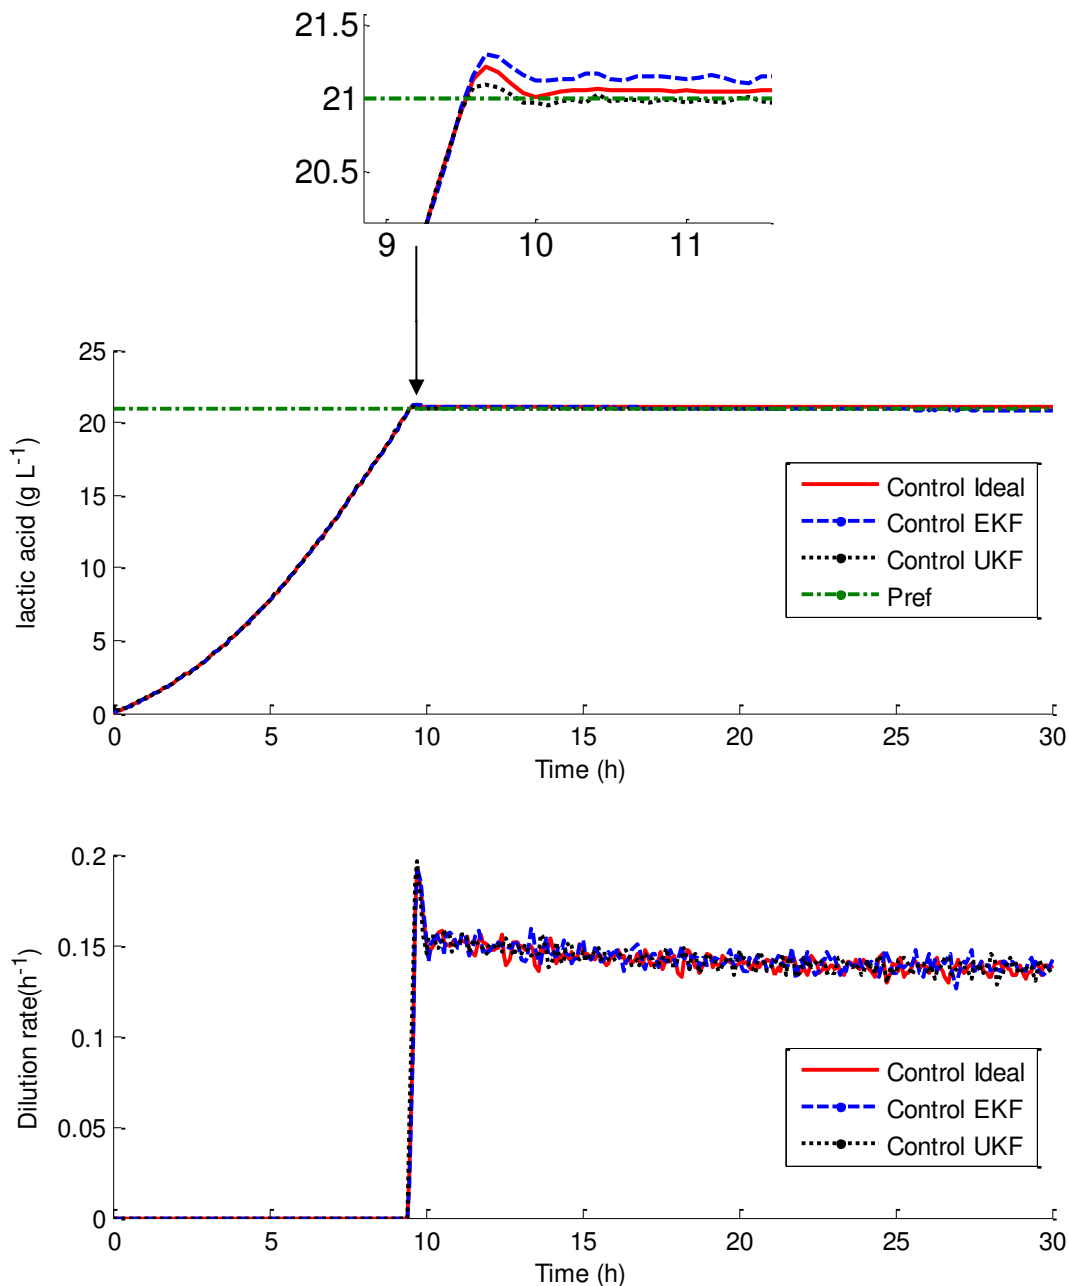 21.5
21
20.5
9 10 11
25
20
15
10
5
0
lactic acid (g L-1)
0 5 10 15 20 25 30
Time (h)
Control Ideal
Control EKF
Control UKF
Pref
0.2
0.15
0.1
0.05
0
Dilution rate(h-1)
0 5 10 15 20 25 30
Time (h)
Control Ideal
Control EKF
Control UKF